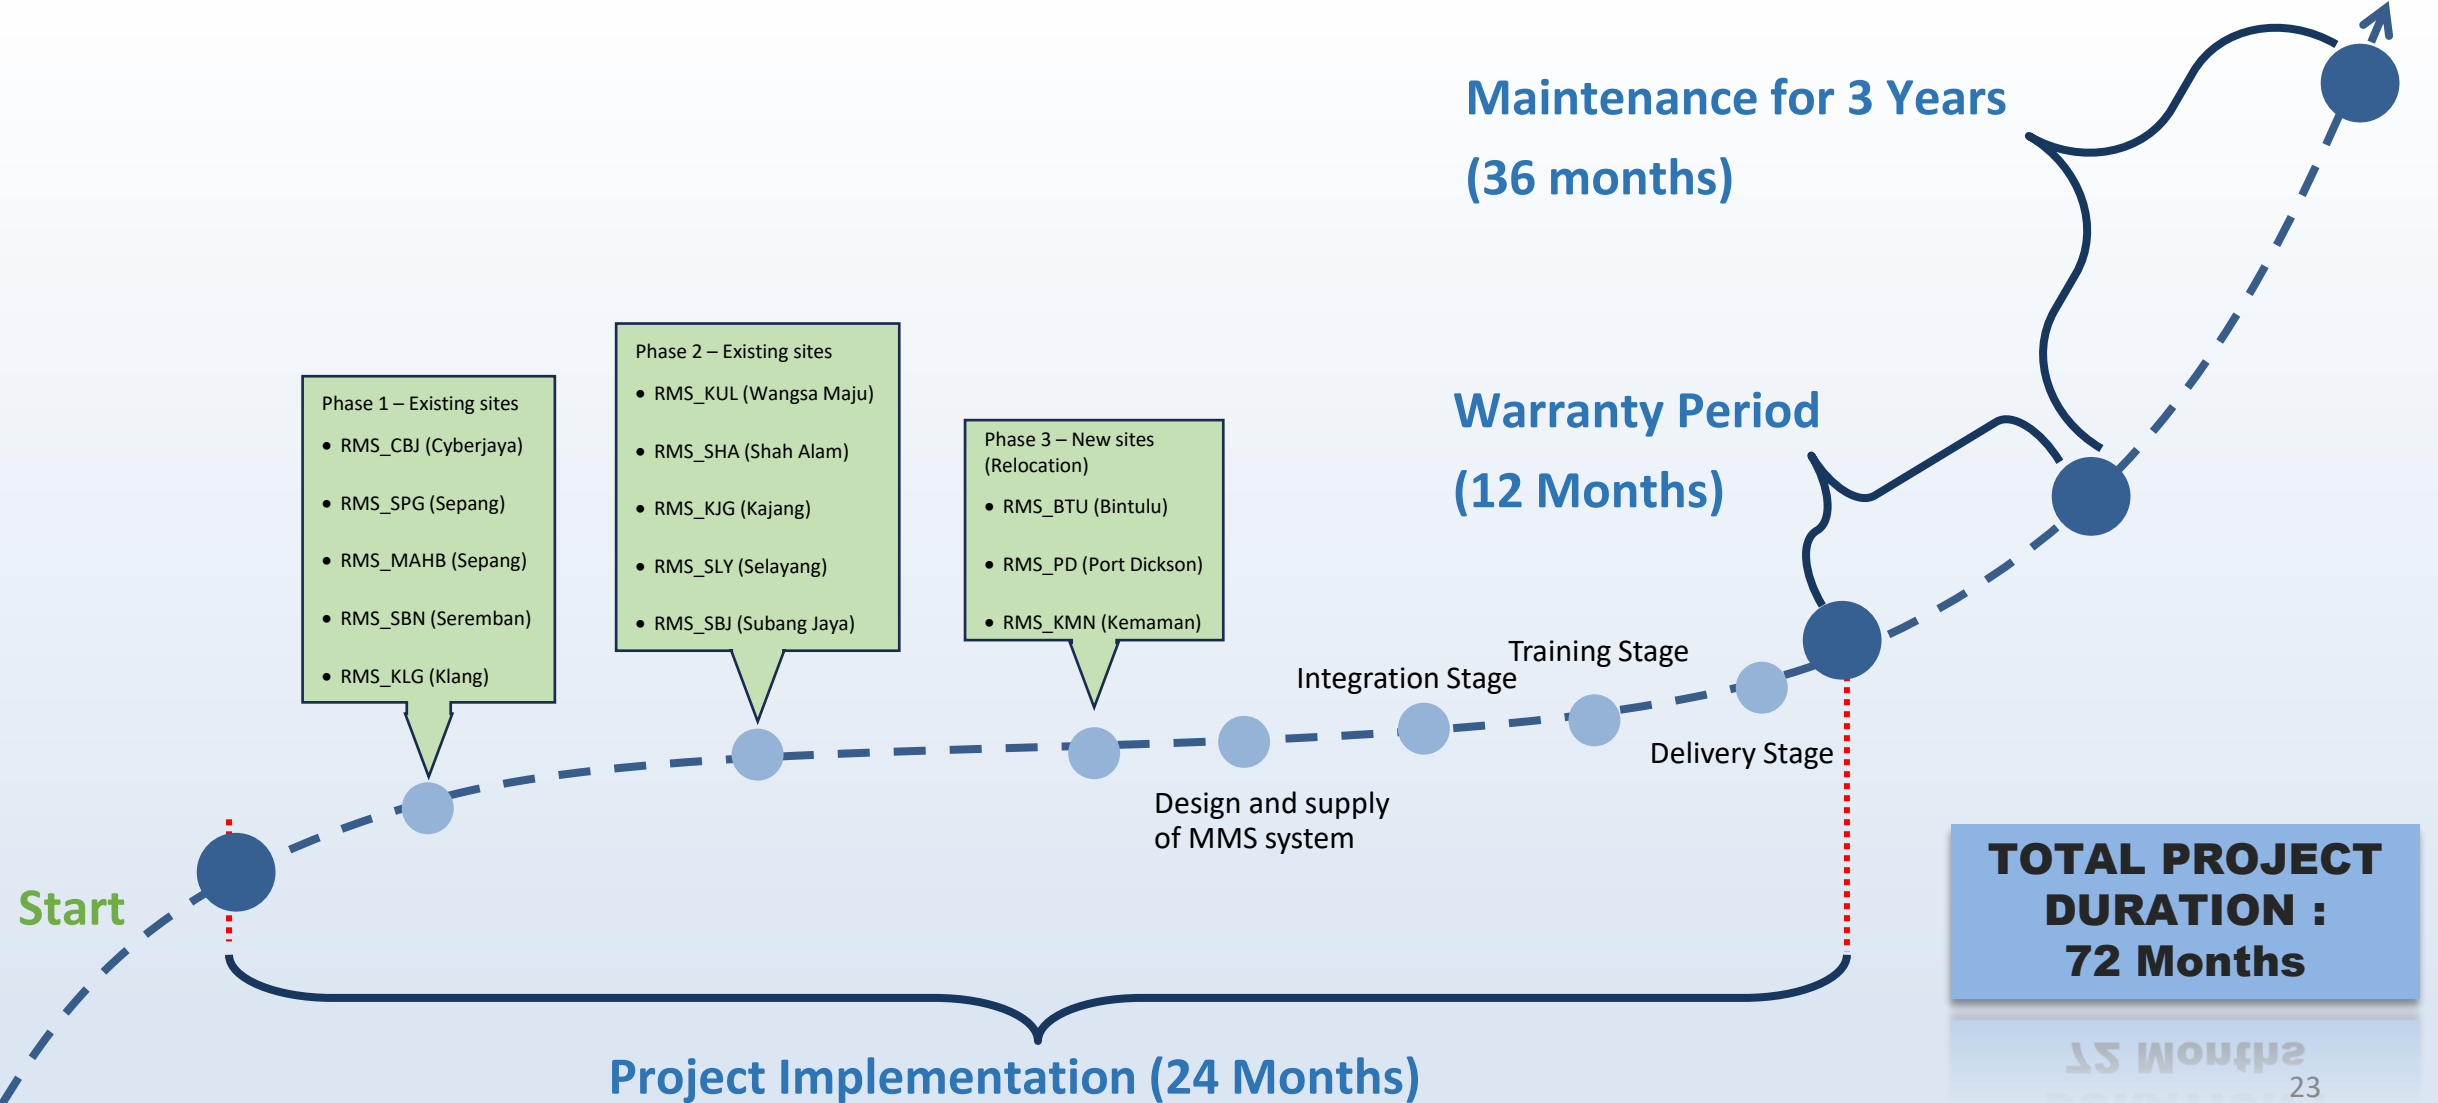 Maintenance for 3 Years
(36 months)
Phase 1 – Existing sites
• RMS_CBJ (Cyberjaya)
• RMS_SPG (Sepang)
• RMS_MAHB (Sepang)
• RMS_SBN (Seremban)
• RMS_KLG (Klang)
Phase 2 – Existing sites
• RMS_KUL (Wangsa Maju)
• RMS_SHA (Shah Alam)
• RMS_KJG (Kajang)
• RMS_SLY (Selayang)
• RMS_SBJ (Subang Jaya)
Phase 3 – New sites
(Relocation)
• RMS_BTU (Bintulu)
• RMS_PD (Port Dickson)
• RMS_KMN (Kemaman)
Warranty Period
(12 Months)
Integration Stage
Training Stage
Delivery Stage
Design and supply
of MMS system
Start
TOTAL PROJECT
DURATION :
72 Months
Project Implementation (24 Months)
23